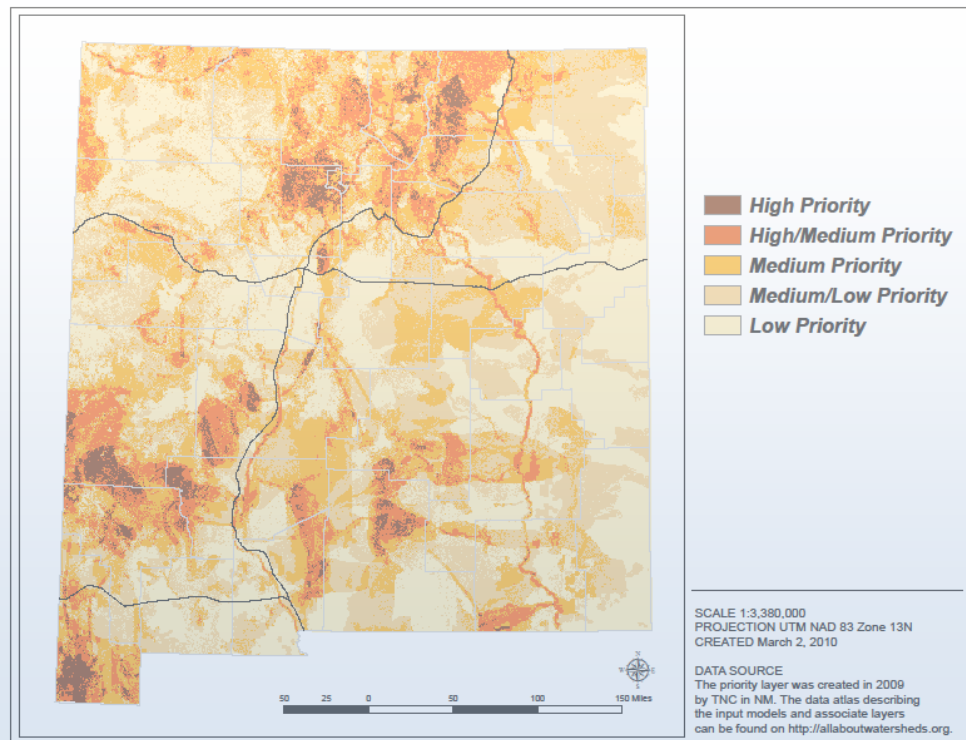 High Priority
High/Medium Priority
Medium Priority
Medium/Low Priority
Low Priority
SCALE 1:3,380,000
PROJECTION UTM NAD 83 Zone 13N
CREATED March 2, 2010
DATA SOURCE
The priority layer was created in 2009
by TNC in NM. The data atlas describing
the input models and associate layers
can be found on http://allaboutwatersheds.org.
N
W E
S
50 25 0 50 100 150 Miles